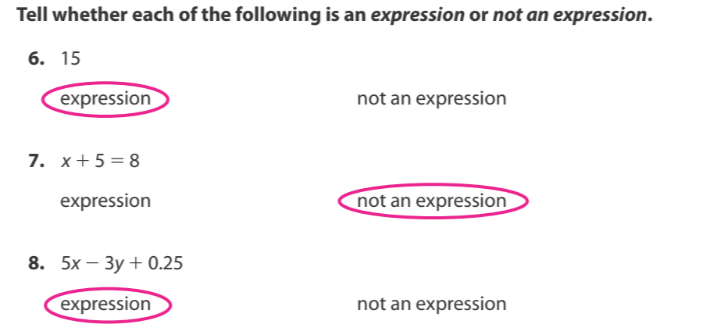 Tell whether each of the following is an expression or not an expression.
6. 15
expression not an expression
7. x + 5 = 8
expression not an expression
8. 5x − 3y + 0.25
expression not an expression